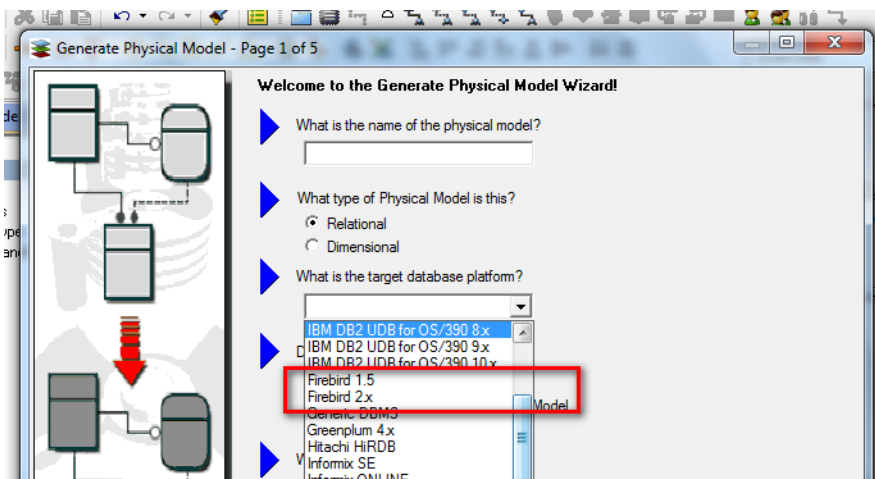 Generate Physical Model - Page 1 of 5
Welcome to the Generate Physical Model Wizard!
What is the name of the physical model?
What type of Physical Model is this?
Relational
Dimensional
What is the target database platform?
IBM DB2 UDB for OS/390 8.x
IBM DB2 UDB for OS/390 9.x
IBM DB2 UDB for OS/390 10.x
Firebird 1.5
Firebird 2.x
Generic DBMS
Model
Greenplum 4.x
Hitachi HiRDB
Informix SE
Informix ONLINE